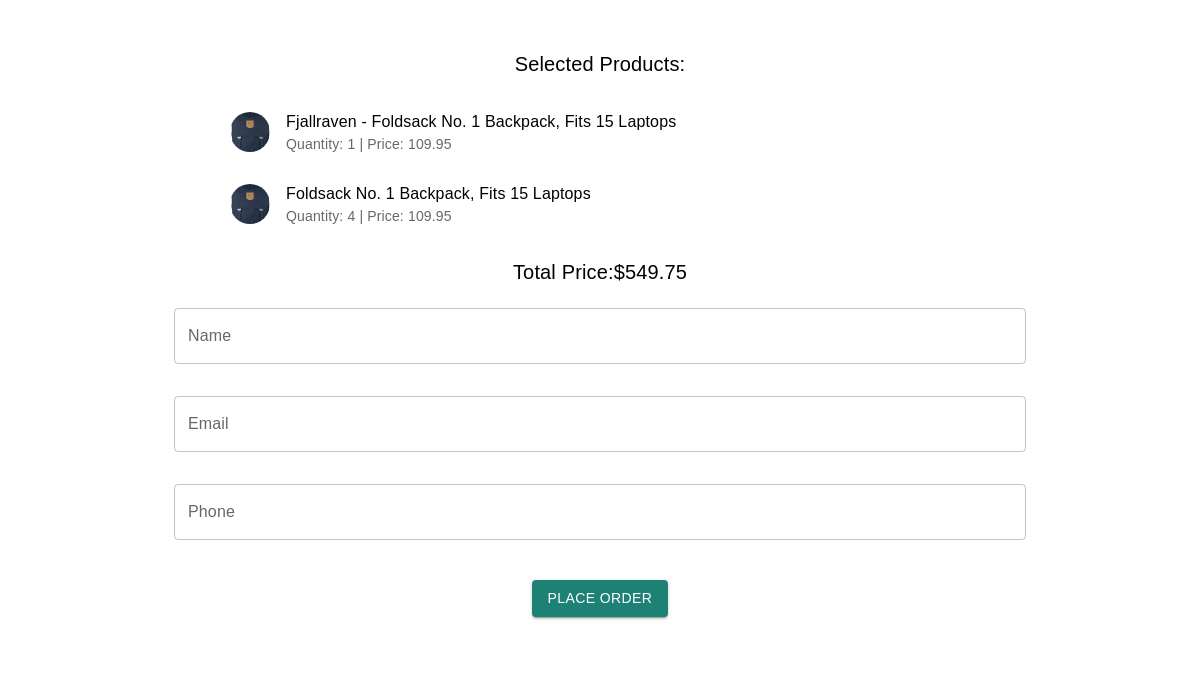 Selected Products:
Fjallraven - Foldsack No. 1 Backpack, Fits 15 Laptops
Quantity: 1 | Price: 109.95
Foldsack No. 1 Backpack, Fits 15 Laptops
Quantity: 4 | Price: 109.95
Total Price:$549.75
Name
Email
Phone
PLACE ORDER